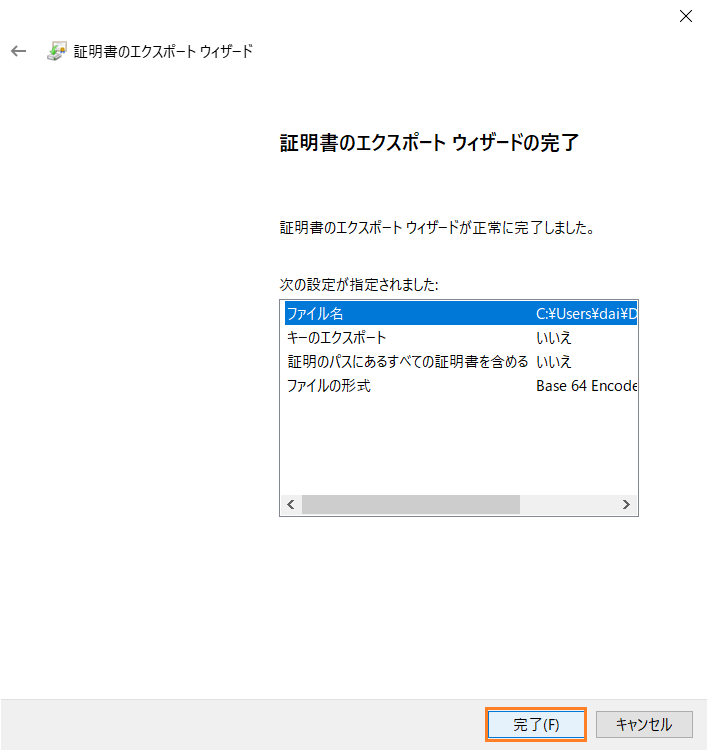 証明書のエクスポート ウィザード
証明書のエクスポート ウィザードの完了
証明書のエクスポート ウィザードが正常に完了しました。
次の設定が指定されました:
ファイル名 C:¥Users¥dai¥D
キーのエクスポート いいえ
証明のパスにあるすべての証明書を含める いいえ
ファイルの形式 Base 64 Encode
完了(F) キャンセル